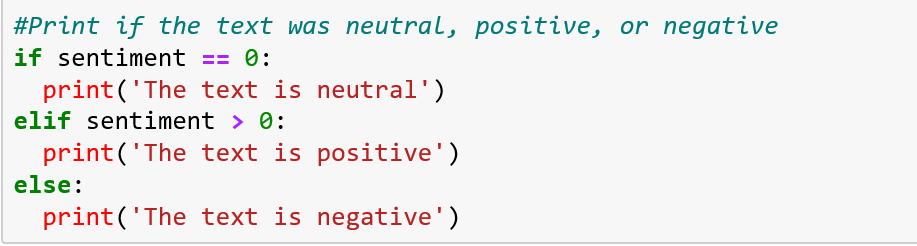 #Print if the text was neutral, positive, or negative
if sentiment == 0:
  print('The text is neutral')
elif sentiment > 0:
  print('The text is positive')
else:
  print('The text is negative')